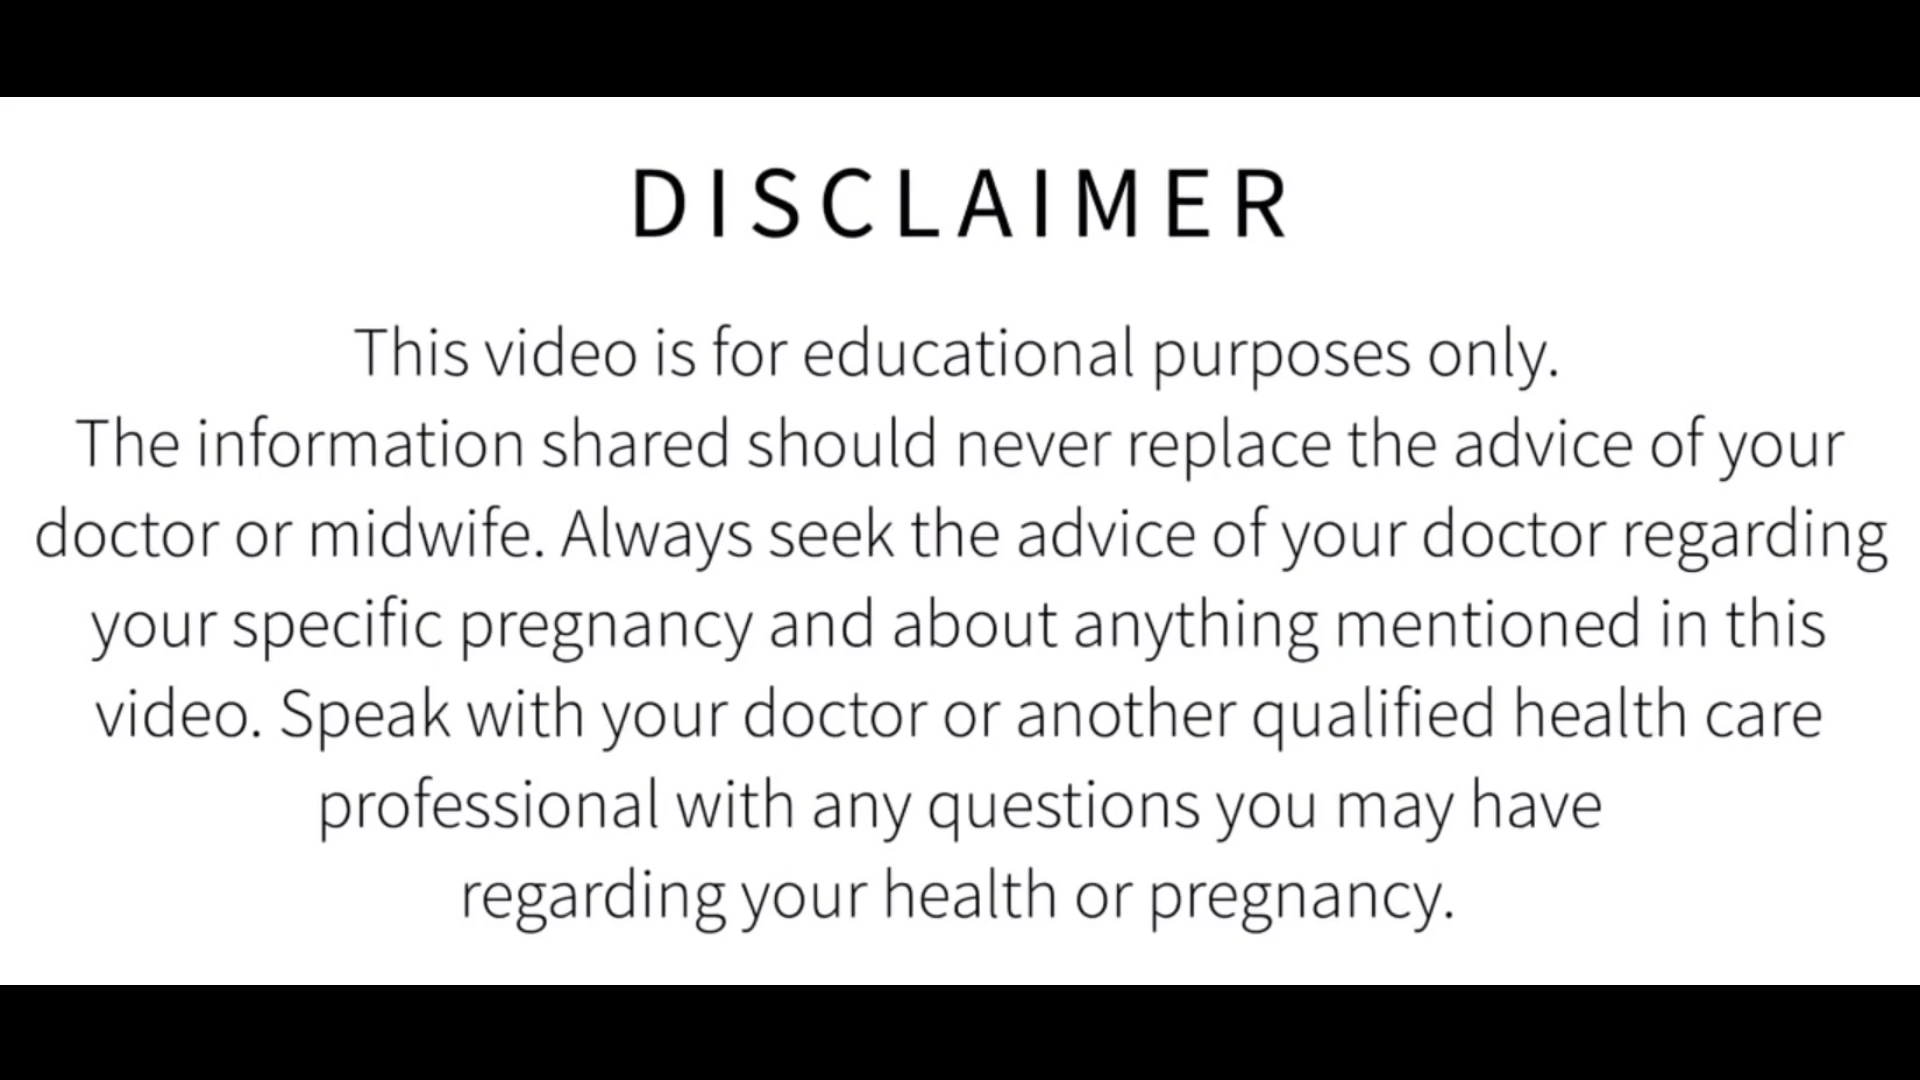 DISCLAIMER
This video is for educational purposes only.
The information shared should never replace the advice of your
doctor or midwife. Always seek the advice of your doctor regarding
your specific pregnancy and about anything mentioned in this
video. Speak with your doctor or another qualified health care
professional with any questions you may have
regarding your health or pregnancy.